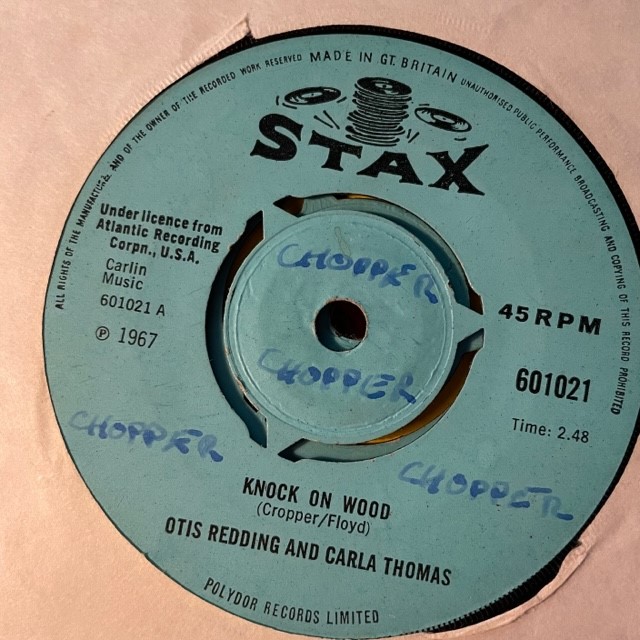 ALL RIGHTS OF THE MANUFACTURER AND OF THE OWNER OF THE RECORDED WORK RESERVED MADE IN GT. BRITAIN UNAUTHORISED PUBLIC PERFORMANCE BROADCASTING AND COPYING OF THIS RECORD PROHIBITED
STAX
Under licence from
Atlantic Recording
Corpn., U.S.A.
Carlin
Music
601021 A
℗ 1967
CHOPPER
CHOPPER
45 RPM
601021
Time: 2.48
CHOPPER
CHOPPER
KNOCK ON WOOD
(Cropper/Floyd)
OTIS REDDING AND CARLA THOMAS
POLYDOR RECORDS LIMITED